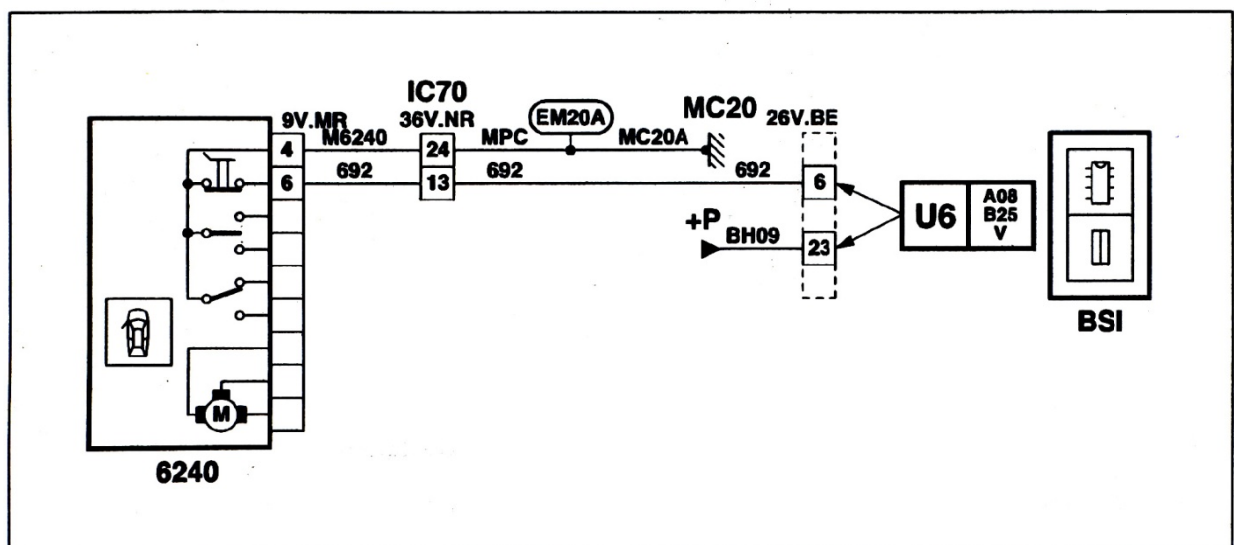 IC70
9V.MR
36V.NR
EM20A
MC20
26V.BE
4
M6240
24
MPC
MC20A
6
692
13
692
692
6
+P
BH09
23
U6
A08
B25
V
BSI
M
6240